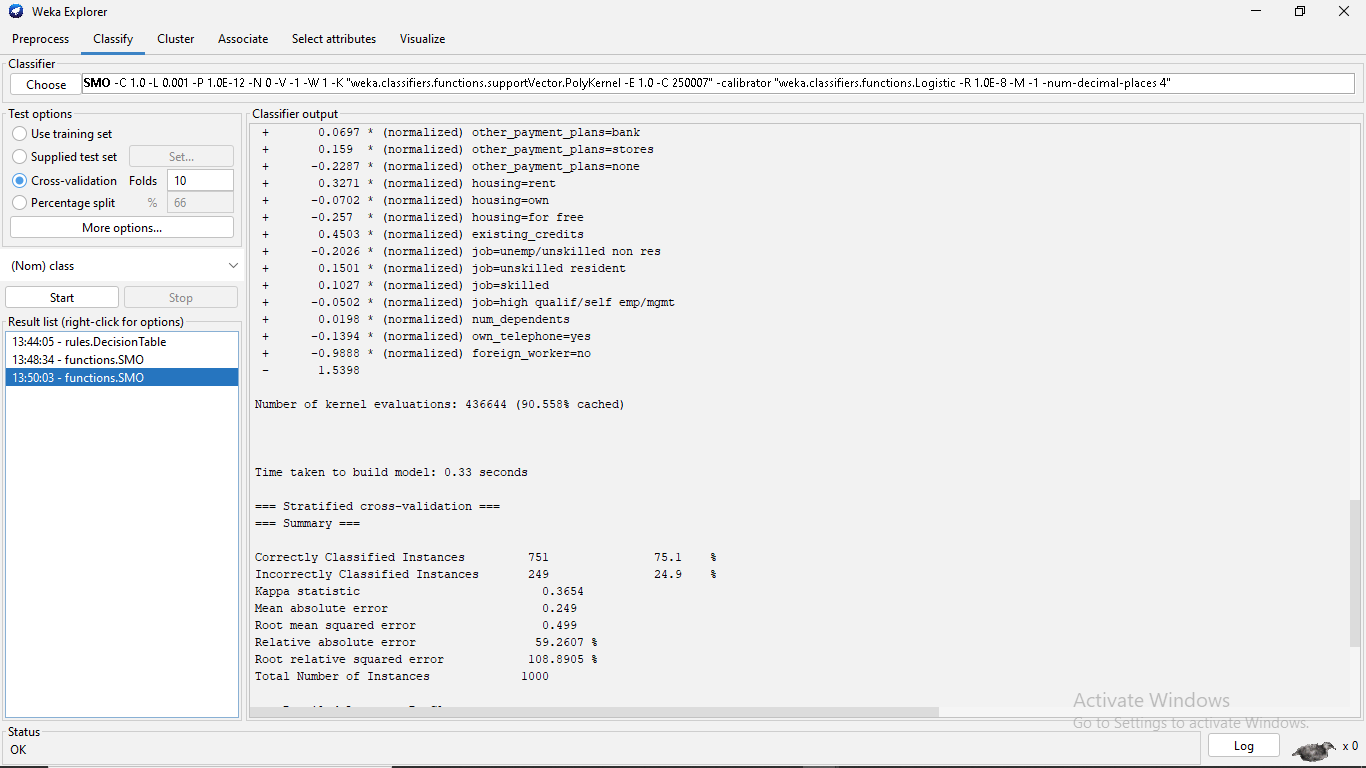 Weka Explorer
Preprocess Classify Cluster Associate Select attributes Visualize
Classifier
Choose SMO -C 1.0 -L 0.001 -P 1.0E-12 -N 0 -V -1 -W 1 -K "weka.classifiers.functions.supportVector.PolyKernel -E 1.0 -C 250007" -calibrator "weka.classifiers.functions.Logistic -R 1.0E-8 -M -1 -num-decimal-places 4"
Test options
Use training set
Supplied test set Set...
Cross-validation Folds 10
Percentage split % 66
More options...
(Nom) class
Start Stop
Result list (right-click for options)
13:44:05 - rules.DecisionTable
13:48:34 - functions.SMO
13:50:03 - functions.SMO
Classifier output
+ 0.0697 * (normalized) other_payment_plans=bank
+ 0.159 * (normalized) other_payment_plans=stores
+ -0.2287 * (normalized) other_payment_plans=none
+ 0.3271 * (normalized) housing=rent
+ -0.0702 * (normalized) housing=own
+ -0.257 * (normalized) housing=for free
+ 0.4503 * (normalized) existing_credits
+ -0.2026 * (normalized) job=unemp/unskilled non res
+ 0.1501 * (normalized) job=unskilled resident
+ 0.1027 * (normalized) job=skilled
+ -0.0502 * (normalized) job=high qualif/self emp/mgmt
+ 0.0198 * (normalized) num_dependents
+ -0.1394 * (normalized) own_telephone=yes
+ -0.9888 * (normalized) foreign_worker=no
- 1.5398
Number of kernel evaluations: 436644 (90.558% cached)
Time taken to build model: 0.33 seconds
=== Stratified cross-validation ===
=== Summary ===
Correctly Classified Instances 751 75.1 %
Incorrectly Classified Instances 249 24.9 %
Kappa statistic 0.3654
Mean absolute error 0.249
Root mean squared error 0.499
Relative absolute error 59.2607 %
Root relative squared error 108.8905 %
Total Number of Instances 1000
Activate Windows
Go to Settings to activate Windows.
Status
OK
Log x 0